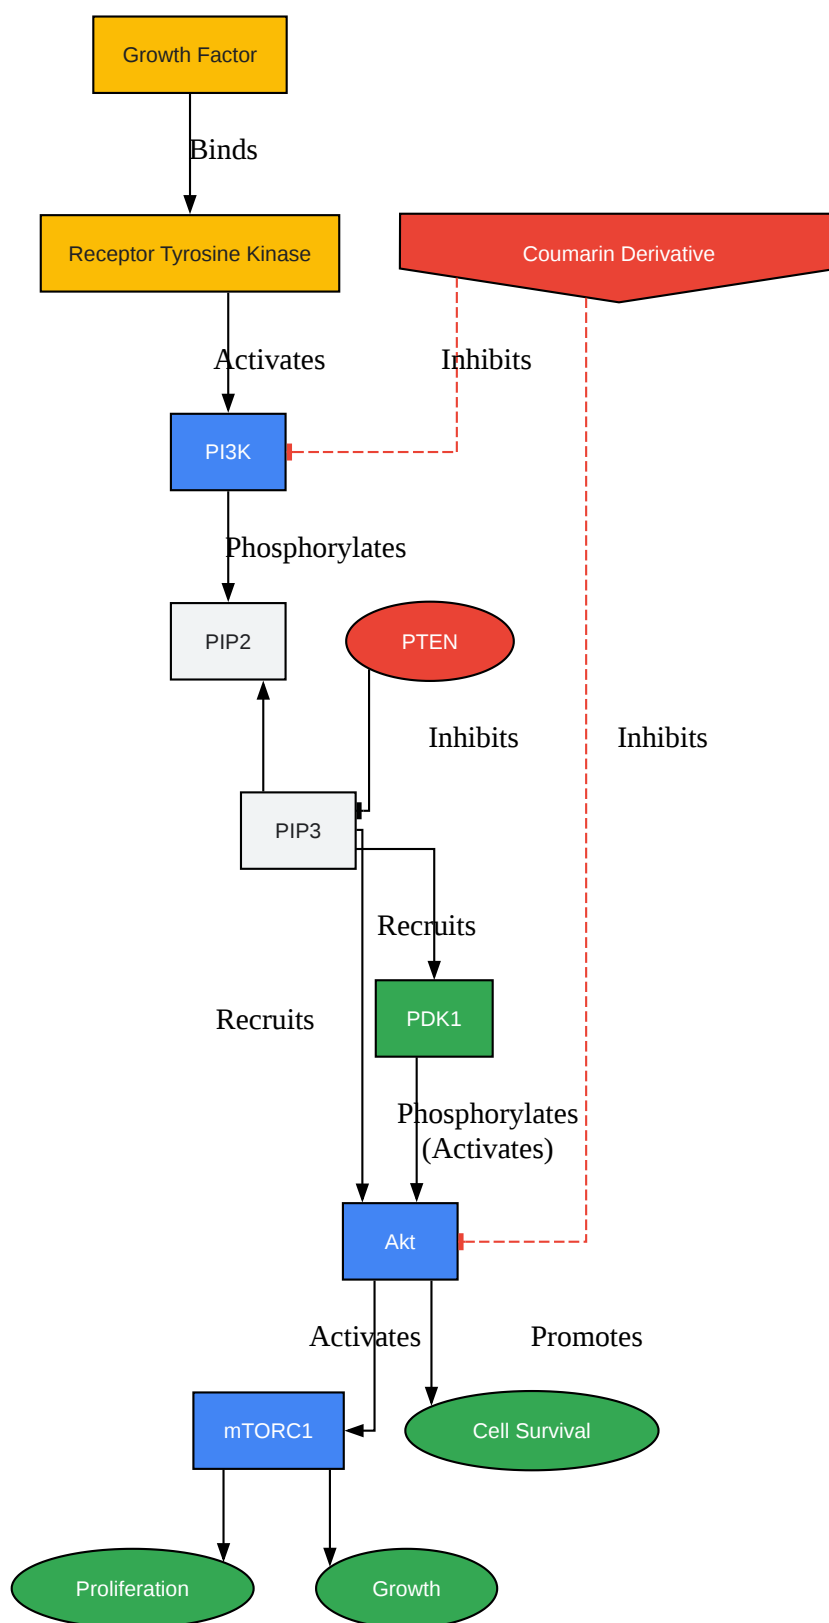 Growth Factor
Binds
Receptor Tyrosine Kinase
Coumarin Derivative
Activates
Inhibits
PI3K
Phosphorylates
PIP2
PTEN
Inhibits
Inhibits
PIP3
Recruits
Recruits
PDK1
Phosphorylates
(Activates)
Akt
Activates
Promotes
mTORC1
Cell Survival
Proliferation
Growth